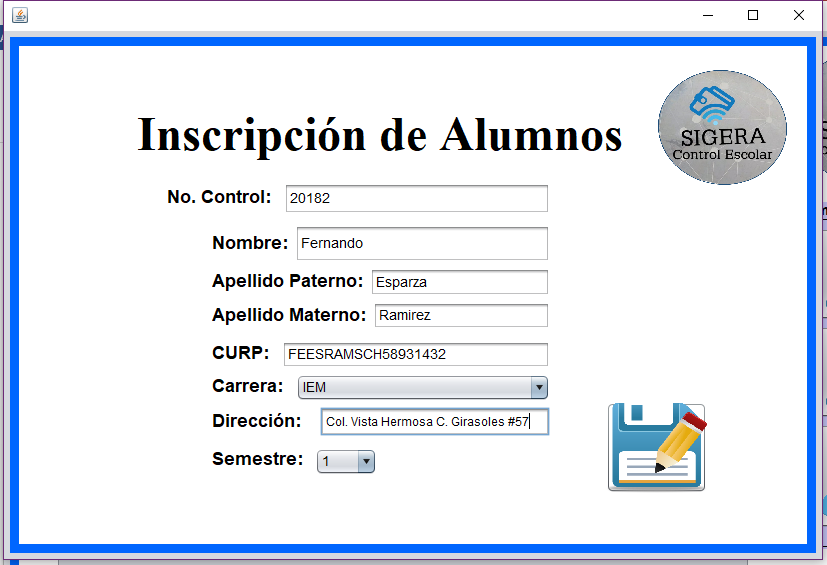 SIGERA
Control Escolar
Inscripción de Alumnos
No. Control: 20182
Nombre: Fernando
Apellido Paterno: Esparza
Apellido Materno: Ramirez
CURP: FEESRAMSCH58931432
Carrera: IEM
Dirección: Col. Vista Hermosa C. Girasoles #57
Semestre: 1